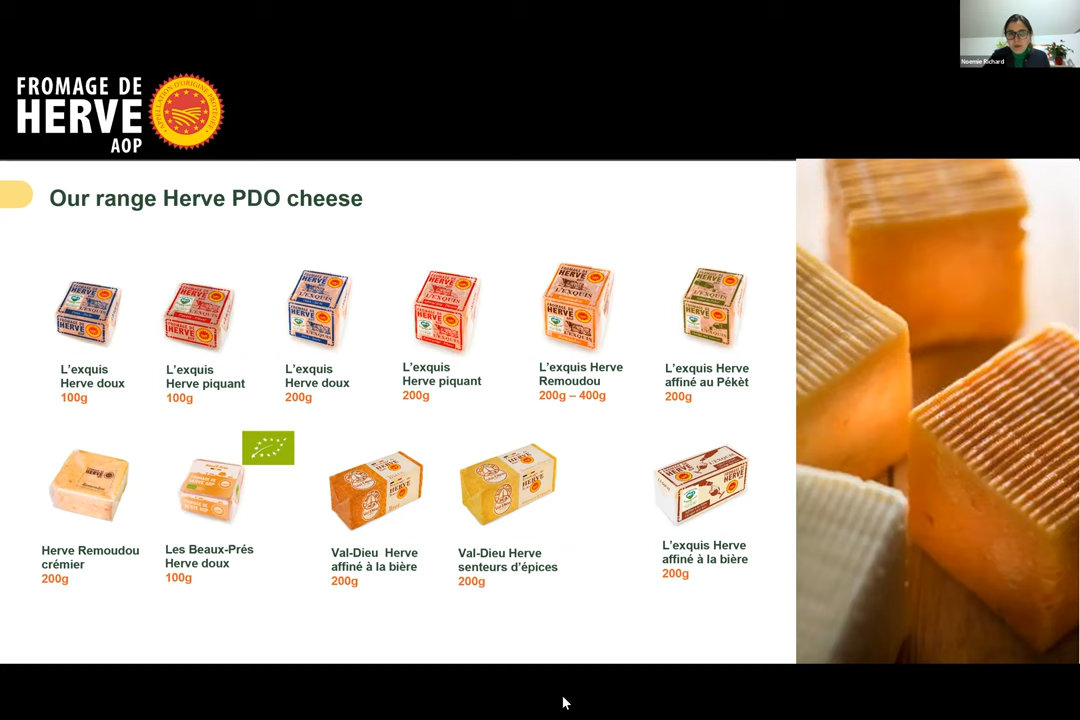 Noemie Richard
FROMAGE DE
HERVE
AOP
APPELLATION D'ORIGINE PROTÉGÉE
Our range Herve PDO cheese
L'exquis
Herve doux
100g
L'exquis
Herve piquant
100g
L'exquis
Herve doux
200g
L'exquis
Herve piquant
200g
L'exquis Herve
Remoudou
200g – 400g
L'exquis Herve
affiné au Pékèt
200g
Herve Remoudou
crémier
200g
Les Beaux-Prés
Herve doux
100g
Val-Dieu Herve
affiné à la bière
200g
Val-Dieu Herve
senteurs d'épices
200g
L'exquis Herve
affiné à la bière
200g